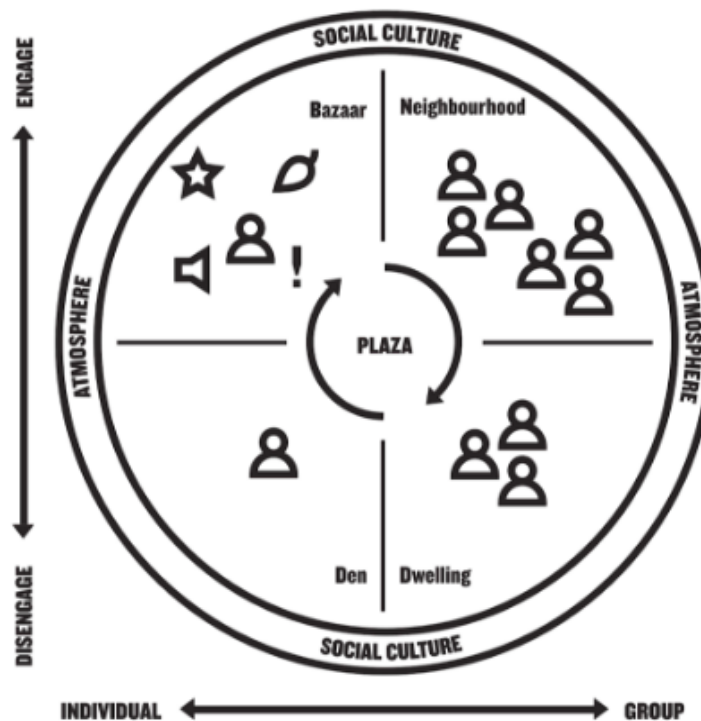 SOCIAL CULTURE
ENGAGE
Bazaar
Neighbourhood
!
ATMOSPHERE
PLAZA
ATMOSPHERE
Den
Dwelling
DISENGAGE
SOCIAL CULTURE
INDIVIDUAL
GROUP